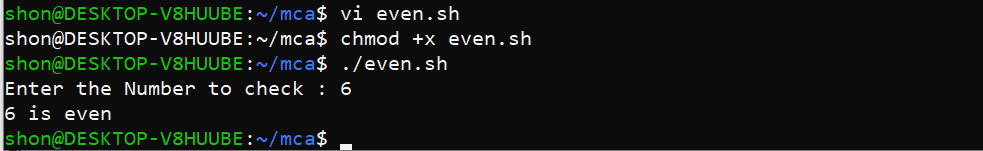 shon@DESKTOP-V8HUUBE:~/mca$ vi even.sh
shon@DESKTOP-V8HUUBE:~/mca$ chmod +x even.sh
shon@DESKTOP-V8HUUBE:~/mca$ ./even.sh
Enter the Number to check : 6
6 is even
shon@DESKTOP-V8HUUBE:~/mca$